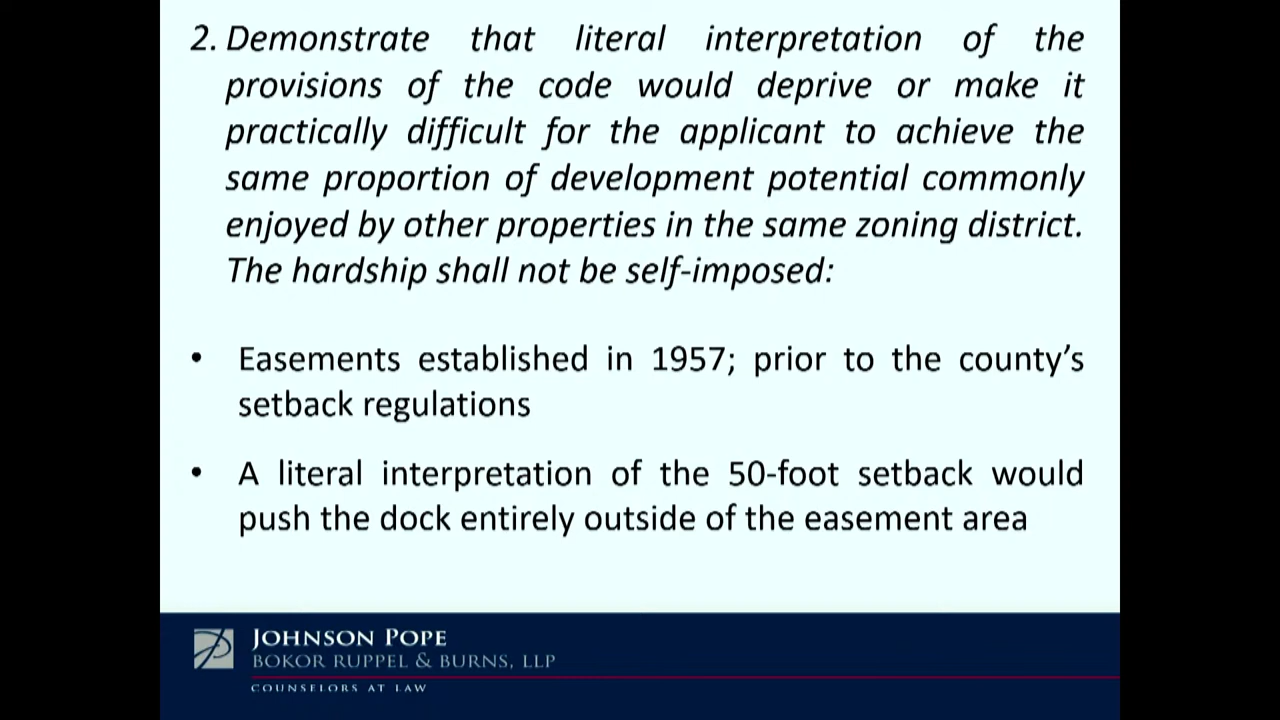 2. Demonstrate that literal interpretation of the
provisions of the code would deprive or make it
practically difficult for the applicant to achieve the
same proportion of development potential commonly
enjoyed by other properties in the same zoning district.
The hardship shall not be self-imposed:
• Easements established in 1957; prior to the county’s
setback regulations
• A literal interpretation of the 50-foot setback would
push the dock entirely outside of the easement area
JOHNSON POPE
BOKOR RUPPEL & BURNS, LLP
COUNSELORS AT LAW